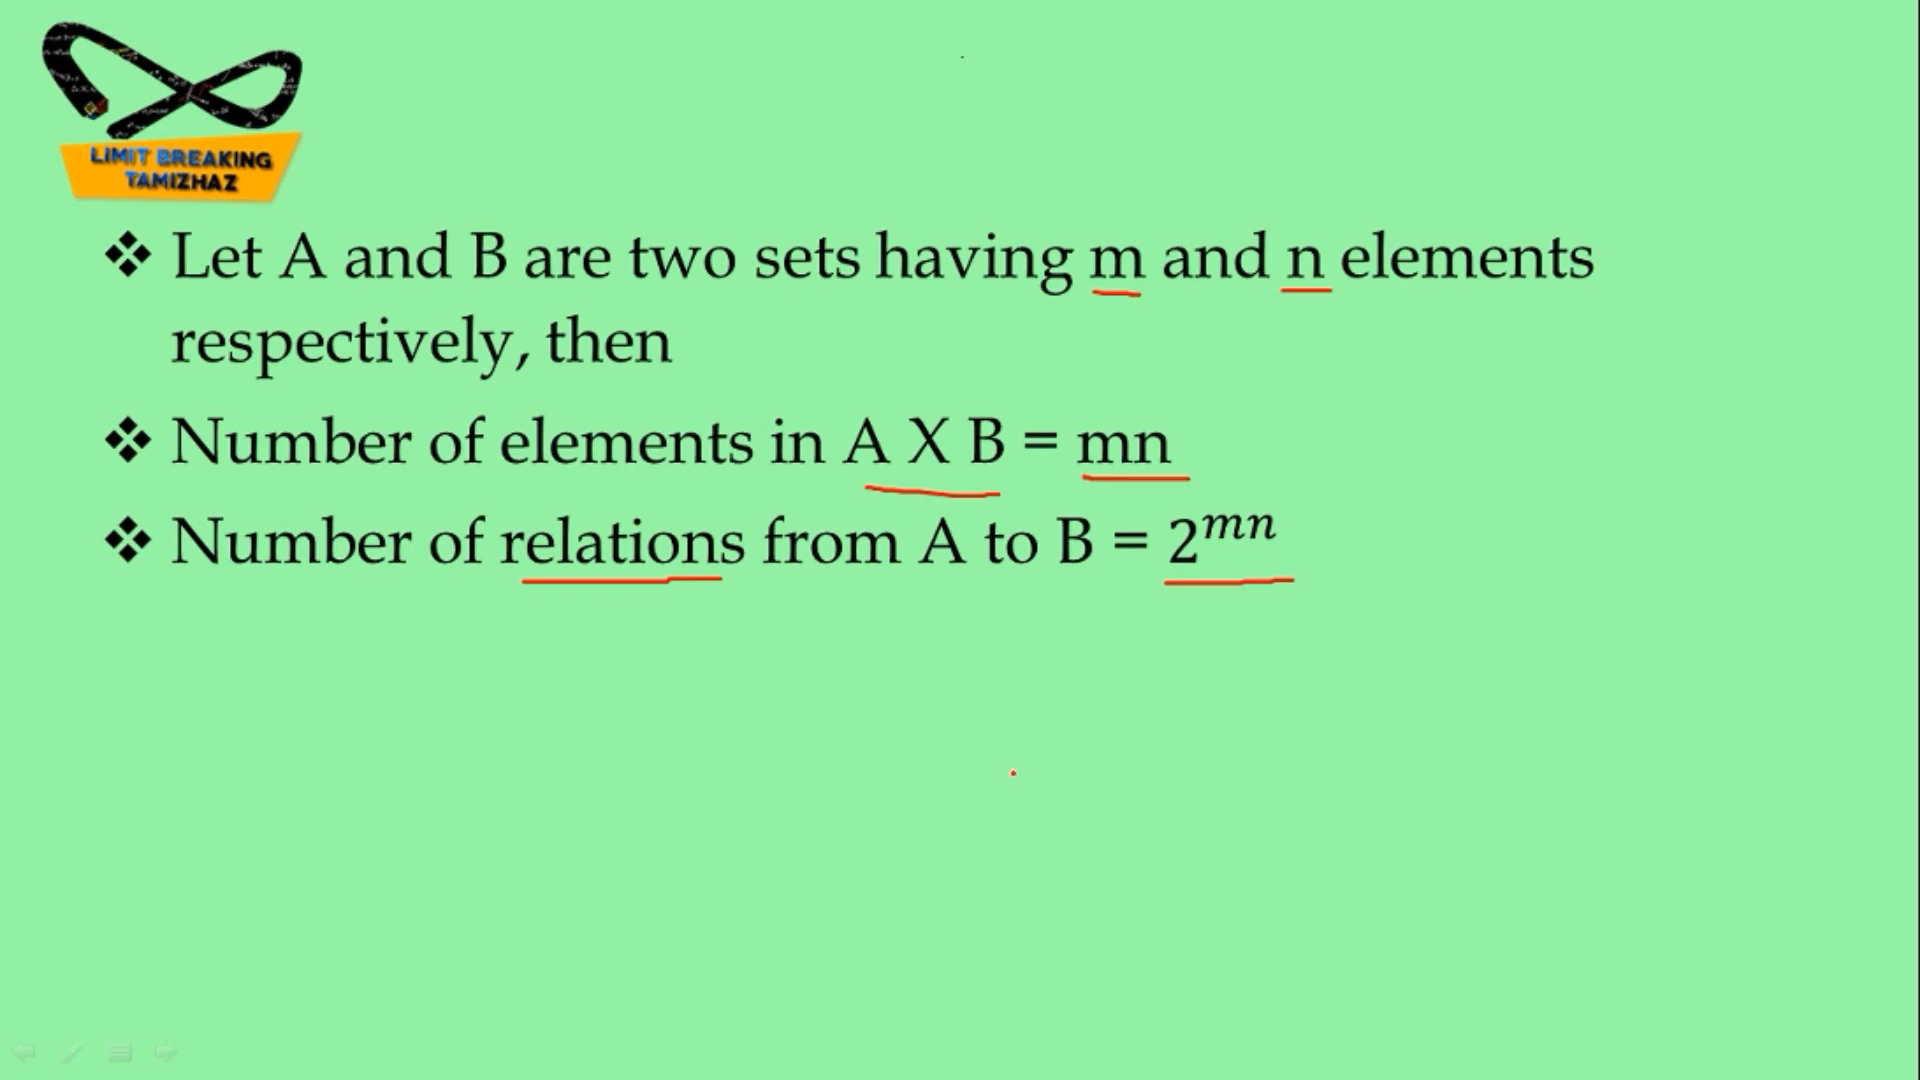 LIMIT BREAKING
TAMIZHAZ
❖ Let A and B are two sets having m and n elements
respectively, then
❖ Number of elements in A X B = mn
❖ Number of relations from A to B = 2^{mn}